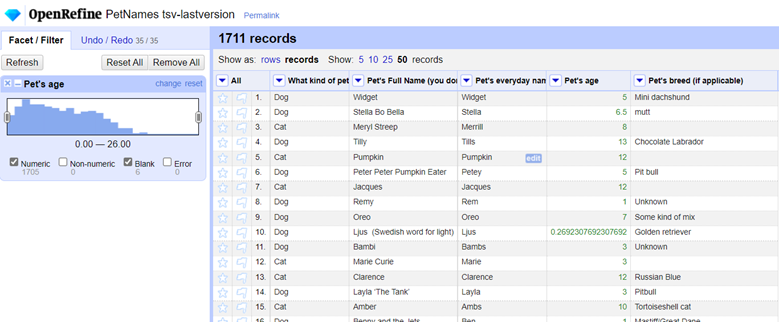 OpenRefine PetNames tsv-lastversion Permalink
Facet / Filter Undo / Redo 35 / 35
1711 records
Refresh Reset All Remove All
Show as: rows records Show: 5 10 25 50 records
Pet's age change reset
0.00 — 26.00
Numeric 1705 Non-numeric 0 Blank 6 Error 0
All What kind of pet Pet's Full Name (you do Pet's everyday nam Pet's age Pet's breed (if applicable)
1. Dog Widget Widget 5 Mini dachshund
2. Dog Stella Bo Bella Stella 6.5 mutt
3. Cat Meryl Streep Merrill 8
4. Dog Tilly Tills 13 Chocolate Labrador
5. Cat Pumpkin Pumpkin edit 12
6. Dog Peter Peter Pumpkin Eater Petey 5 Pit bull
7. Cat Jacques Jacques 12
8. Dog Remy Rem 1 Unknown
9. Dog Oreo Oreo 7 Some kind of mix
10. Dog Ljus (Swedish word for light) Ljus 0.2692307692307692 Golden retriever
11. Dog Bambi Bambs 3 Unknown
12. Cat Marie Curie Marie 3
13. Cat Clarence Clarence 12 Russian Blue
14. Dog Layla 'The Tank' Layla 3 Pitbull
15. Cat Amber Ambs 10 Tortoiseshell cat
16. Dog Benny and the Jets Ben 1 Mastiff/Great Dane